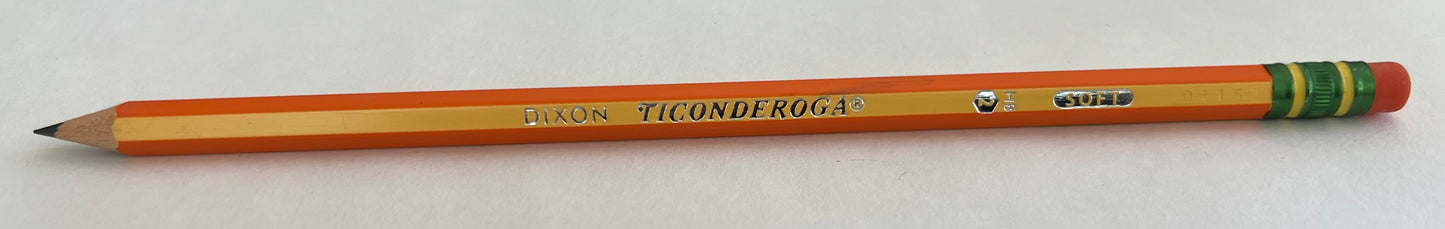 DIXON TICONDEROGA® 2 HB SOFT